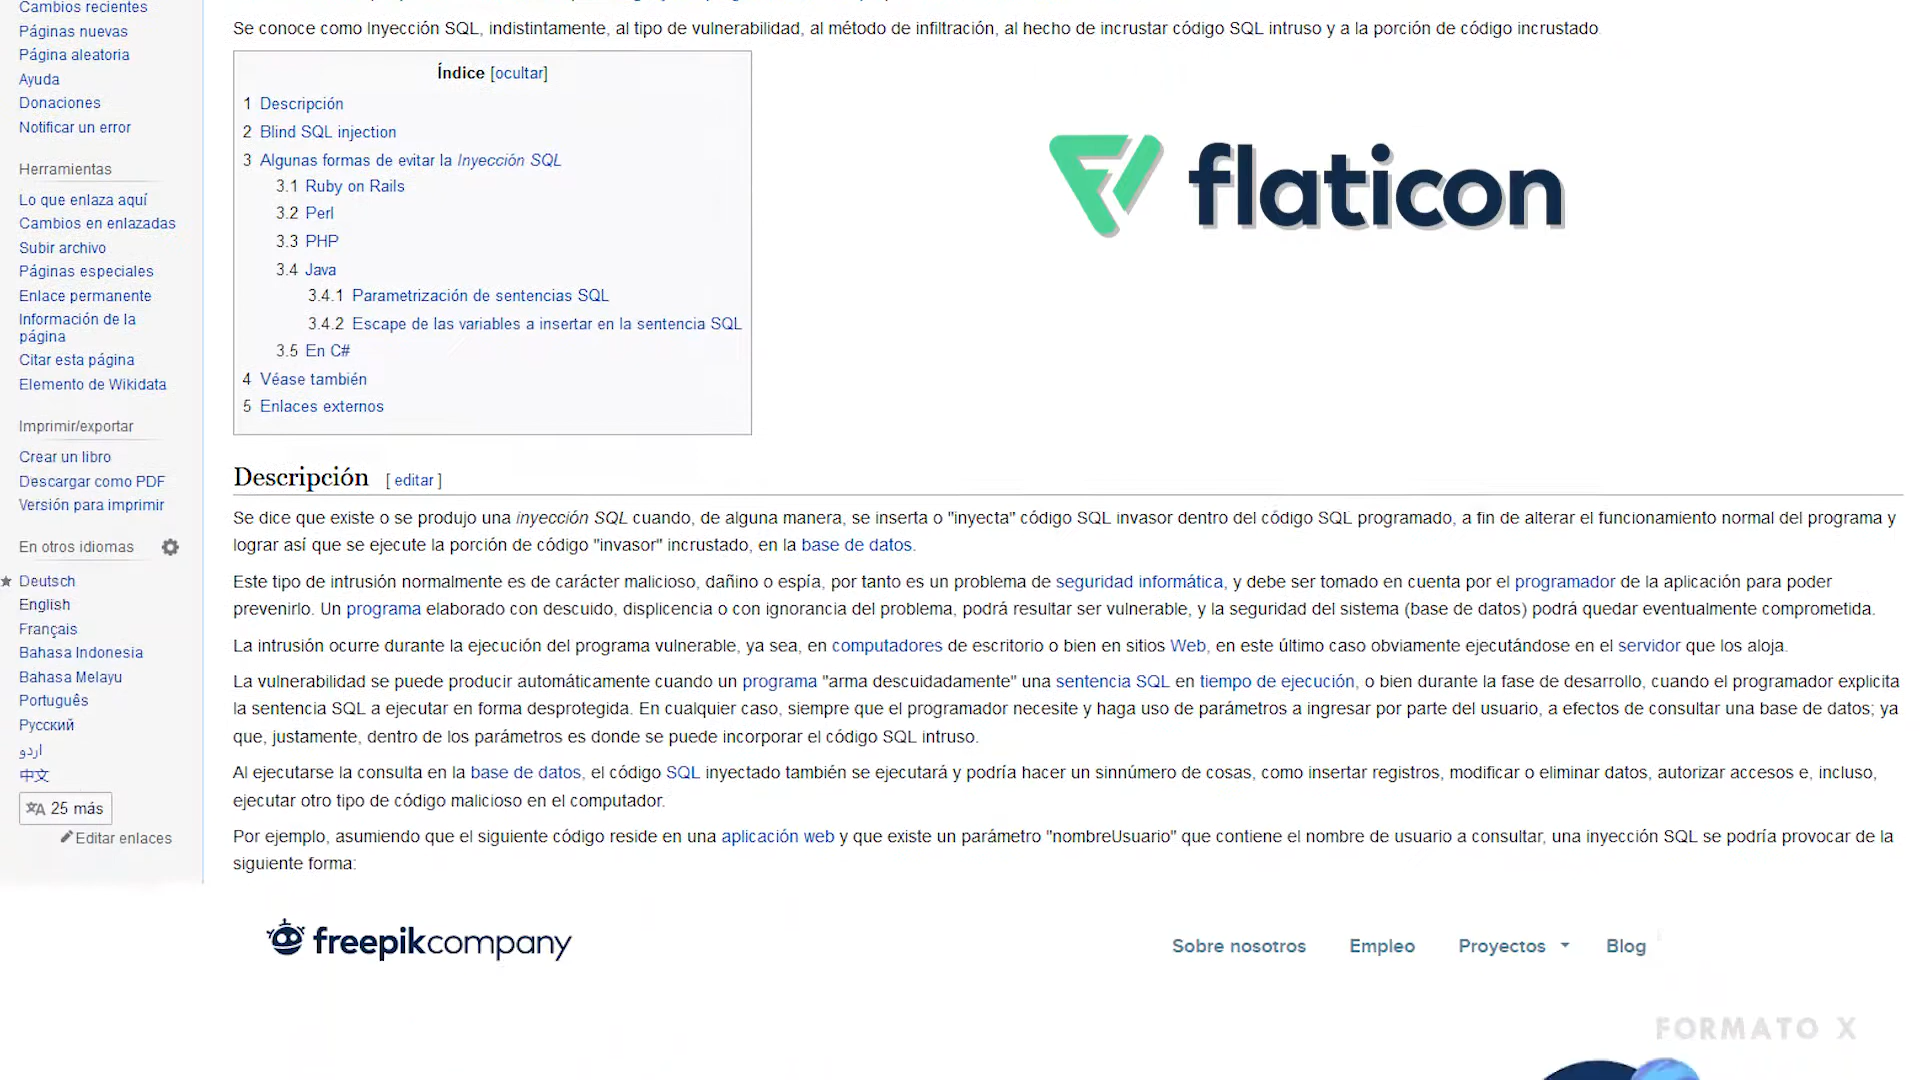 Cambios recientes
Páginas nuevas
Página aleatoria
Ayuda
Donaciones
Notificar un error
Herramientas
Lo que enlaza aquí
Cambios en enlazadas
Subir archivo
Páginas especiales
Enlace permanente
Información de la
página
Citar esta página
Elemento de Wikidata
Imprimir/exportar
Crear un libro
Descargar como PDF
Versión para imprimir
En otros idiomas
Deutsch
English
Français
Bahasa Indonesia
Bahasa Melayu
Português
Русский
اردو
中文
25 más
Editar enlaces
Se conoce como Inyección SQL, indistintamente, al tipo de vulnerabilidad, al método de infiltración, al hecho de incrustar código SQL intruso y a la porción de código incrustado
Índice [ocultar]
1 Descripción
2 Blind SQL injection
3 Algunas formas de evitar la Inyección SQL
3.1 Ruby on Rails
3.2 Perl
3.3 PHP
3.4 Java
3.4.1 Parametrización de sentencias SQL
3.4.2 Escape de las variables a insertar en la sentencia SQL
3.5 En C#
4 Véase también
5 Enlaces externos
flaticon
Descripción [ editar ]
Se dice que existe o se produjo una inyección SQL cuando, de alguna manera, se inserta o "inyecta" código SQL invasor dentro del código SQL programado, a fin de alterar el funcionamiento normal del programa y
lograr así que se ejecute la porción de código "invasor" incrustado, en la base de datos.
Este tipo de intrusión normalmente es de carácter malicioso, dañino o espía, por tanto es un problema de seguridad informática, y debe ser tomado en cuenta por el programador de la aplicación para poder
prevenirlo. Un programa elaborado con descuido, displicencia o con ignorancia del problema, podrá resultar ser vulnerable, y la seguridad del sistema (base de datos) podrá quedar eventualmente comprometida.
La intrusión ocurre durante la ejecución del programa vulnerable, ya sea, en computadores de escritorio o bien en sitios Web, en este último caso obviamente ejecutándose en el servidor que los aloja.
La vulnerabilidad se puede producir automáticamente cuando un programa "arma descuidadamente" una sentencia SQL en tiempo de ejecución, o bien durante la fase de desarrollo, cuando el programador explicita
la sentencia SQL a ejecutar en forma desprotegida. En cualquier caso, siempre que el programador necesite y haga uso de parámetros a ingresar por parte del usuario, a efectos de consultar una base de datos; ya
que, justamente, dentro de los parámetros es donde se puede incorporar el código SQL intruso.
Al ejecutarse la consulta en la base de datos, el código SQL inyectado también se ejecutará y podría hacer un sinnúmero de cosas, como insertar registros, modificar o eliminar datos, autorizar accesos e, incluso,
ejecutar otro tipo de código malicioso en el computador.
Por ejemplo, asumiendo que el siguiente código reside en una aplicación web y que existe un parámetro "nombreUsuario" que contiene el nombre de usuario a consultar, una inyección SQL se podría provocar de la
siguiente forma:
freepikcompany
Sobre nosotros Empleo Proyectos Blog
FORMATO X